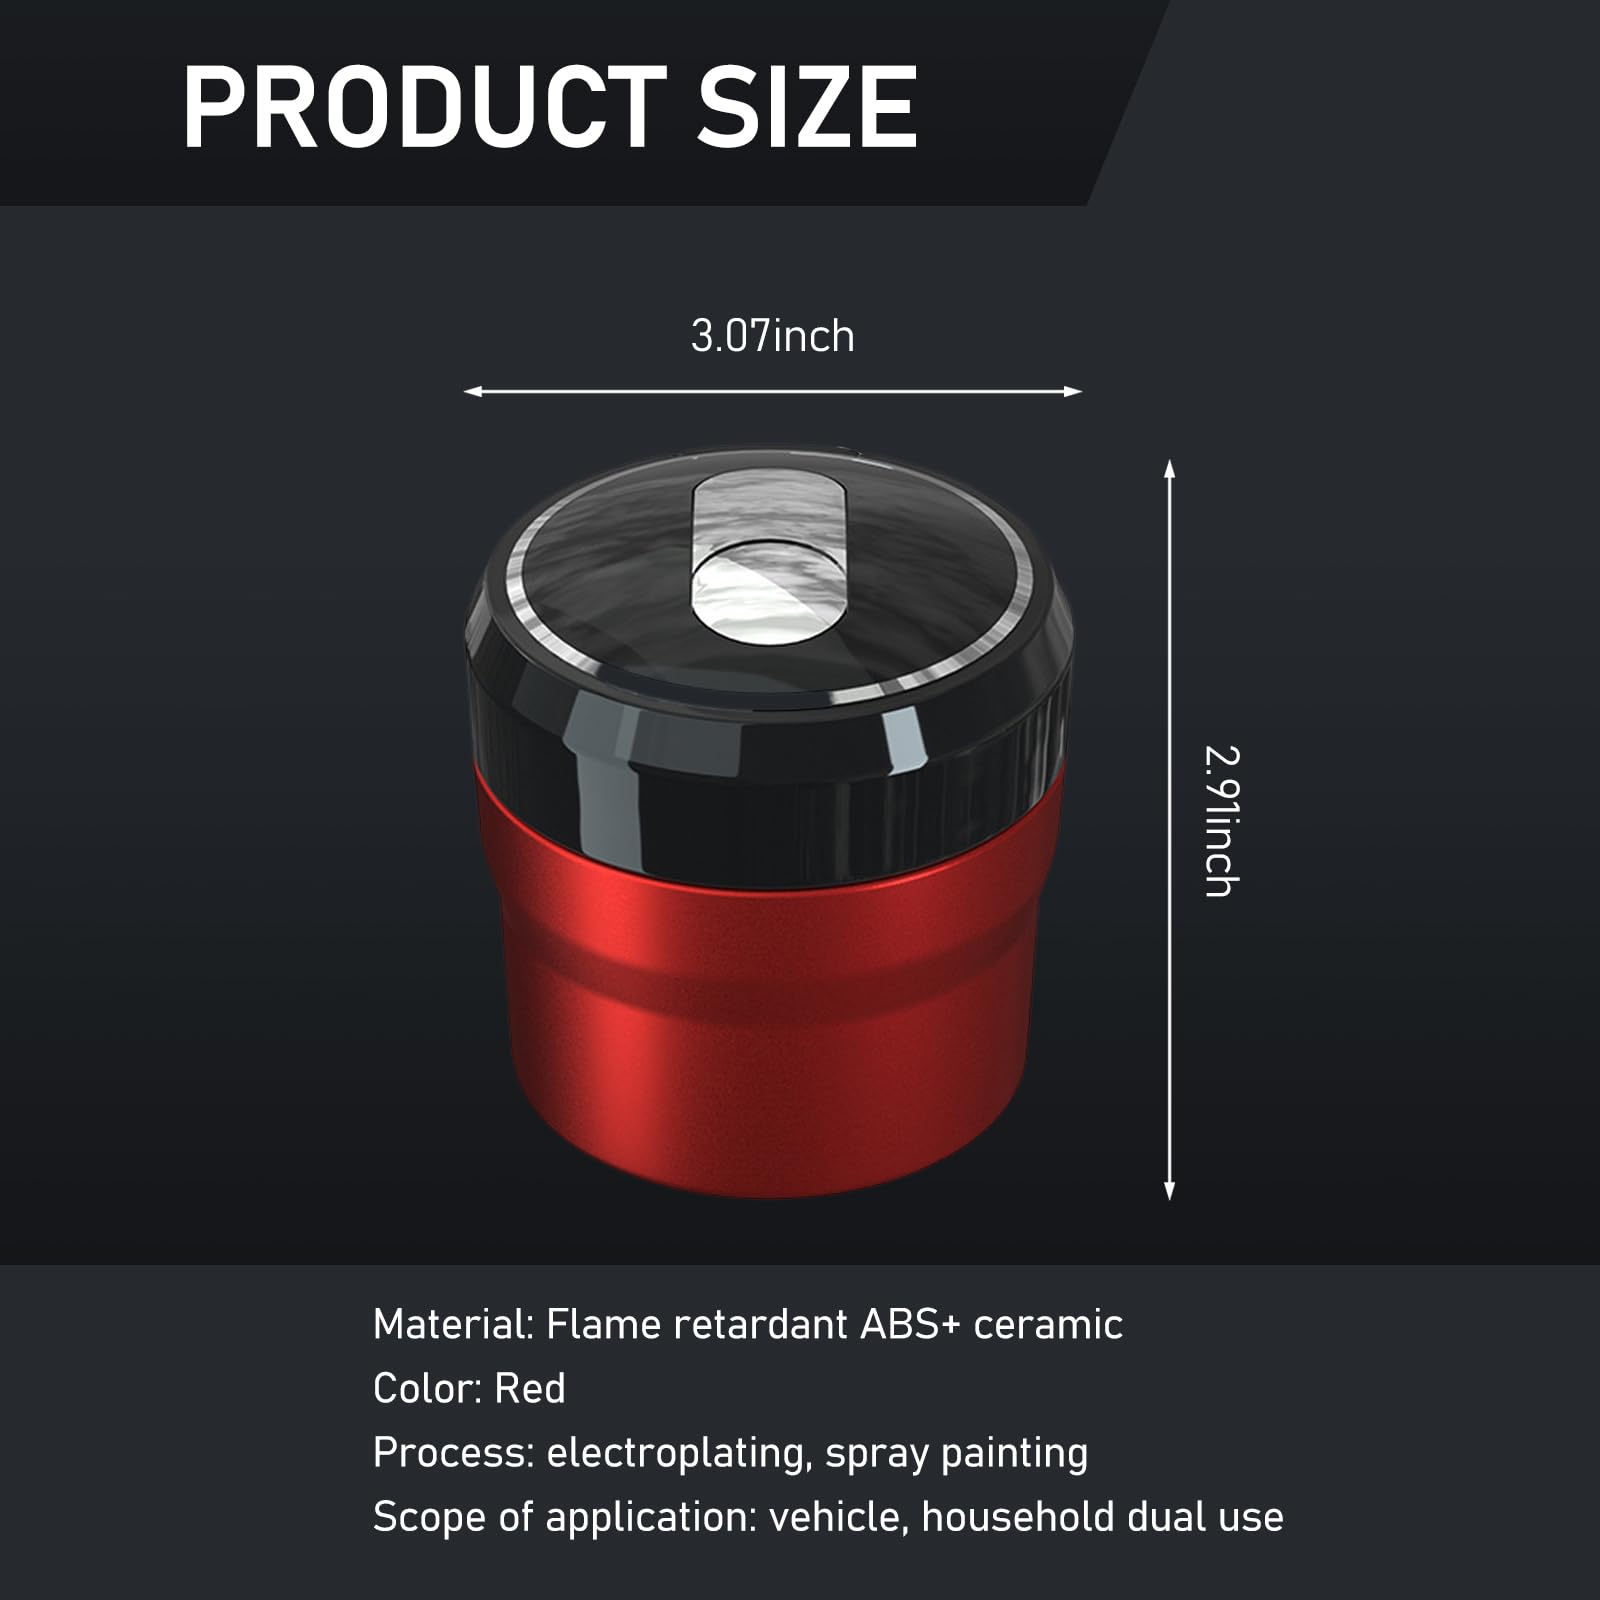 PRODUCT SIZE
3.07inch
2.91inch
Material: Flame retardant ABS+ ceramic
Color: Red
Process: electroplating, spray painting
Scope of application: vehicle, household dual use